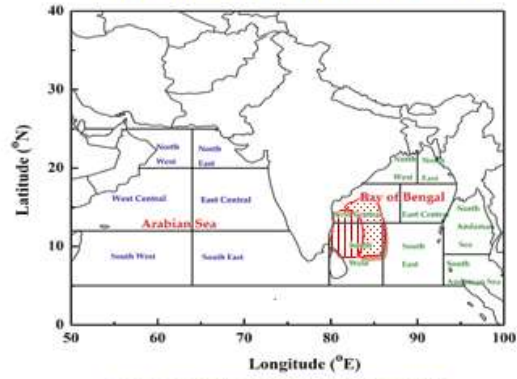 40
30
20
10
0
50
60
70
80
90
100
Latitude (°N)
Longitude (°E)
North
West
North
East
West Central
East Central
Arabian Sea
South West
South East
North
West
North
East
Bay of Bengal
East Central
West
South
East
North
Andaman
Sea
South
Andaman Sea